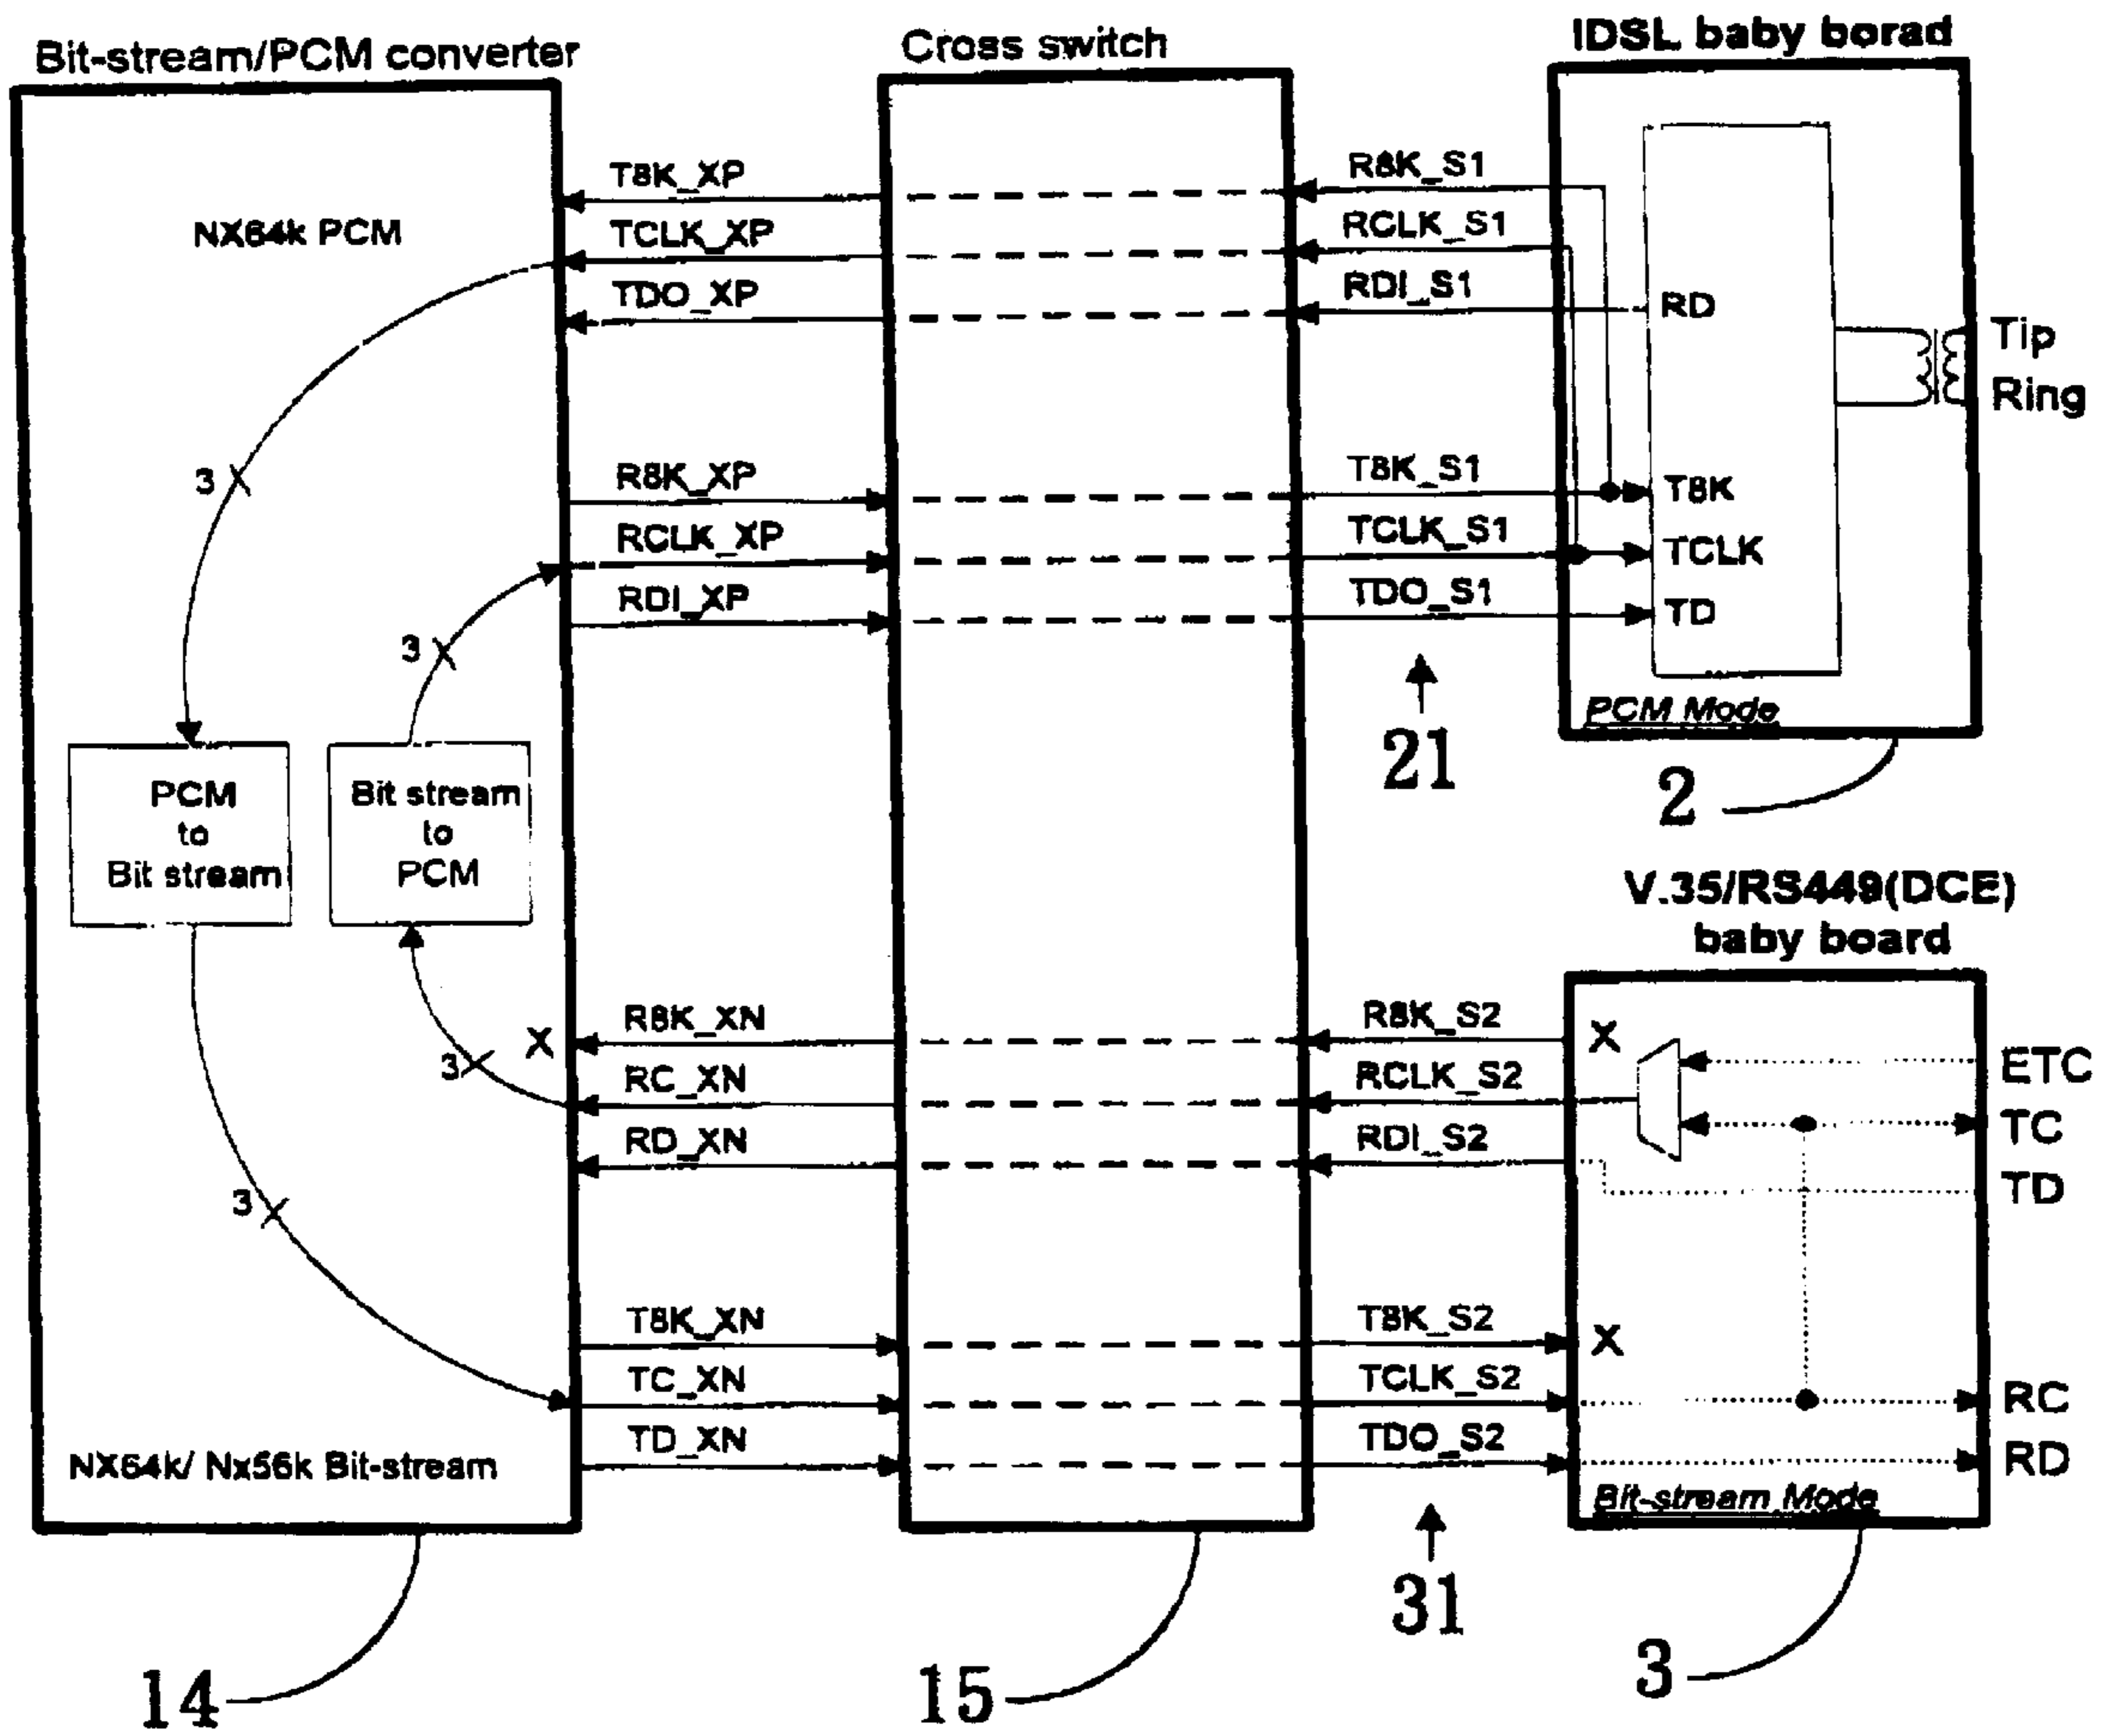 Bit-stream/PCM converter
Cross switch
IDSL baby borad
NX64k PCM
T8K_XP
TCLK_XP
TDO_XP
R8K_S1
RCLK_S1
RDI_S1
RD
Tip
Ring
3
R8K_XP
RCLK_XP
RDI_XP
T8K_S1
TCLK_S1
TDO_S1
T8K
TCLK
TD
3
PCM Mode
21
2
PCM
to
Bit stream
Bit stream
to
PCM
V.35/RS449(DCE)
baby board
X
R8K_XN
RC_XN
RD_XN
3
R8K_S2
RCLK_S2
RDI_S2
X
ETC
TC
TD
3
T8K_XN
TC_XN
TD_XN
T8K_S2
TCLK_S2
TDO_S2
X
RC
RD
NX64k/ Nx56k Bit-stream
Bit-stream Mode
31
14
15
3